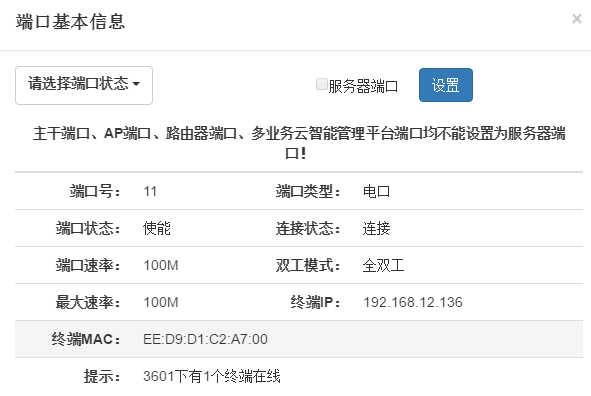 端口基本信息 ×
请选择端口状态 服务器端口 设置
主干端口、AP端口、路由器端口、多业务云智能管理平台端口均不能设置为服务器端
口!
端口号： 11 端口类型： 电口
端口状态： 使能 连接状态： 连接
端口速率： 100M 双工模式： 全双工
最大速率： 100M 终端IP： 192.168.12.136
终端MAC： EE:D9:D1:C2:A7:00
提示： 3601下有1个终端在线